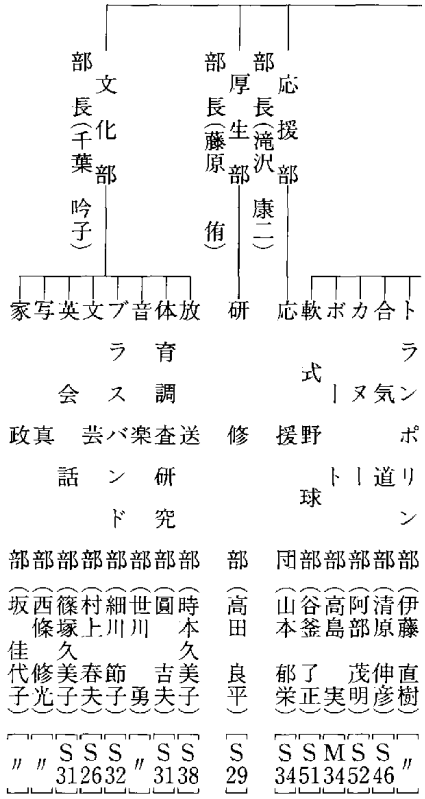 トランポリン部（伊藤直樹）〔〃〕
合気道部（清原伸彦）〔S46〕
カヌー部（阿部茂明）〔S52〕
ボート部（高島実）〔M34〕
軟式野球部（谷釜了正）〔S51〕
応援部
部長（滝沢康二）
応援団（山本郁栄）〔S34〕
厚生部
部長（藤原侑）
研修部（高田良平）〔S29〕
文化部
部長（千葉吟子）
放送部（時本久美子）〔S38〕
体育調査研究部（圓吉夫）〔S31〕
音楽部（世川勇）〔〃〕
ブラスバンド部（細川節子）〔S32〕
文芸部（村上春夫）〔S26〕
英会話部（篠塚久美子）〔S31〕
写真部（西條修光）〔〃〕
家政部（坂佳代子）〔〃〕